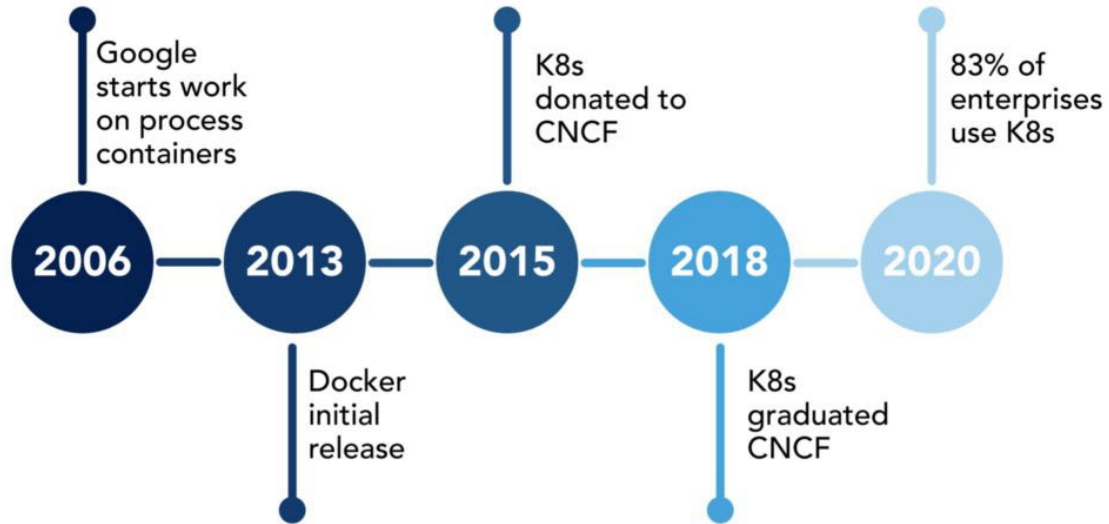 Google
starts work
on process
containers
K8s
donated to
CNCF
83% of
enterprises
use K8s
2006
2013
2015
2018
2020
Docker
initial
release
K8s
graduated
CNCF